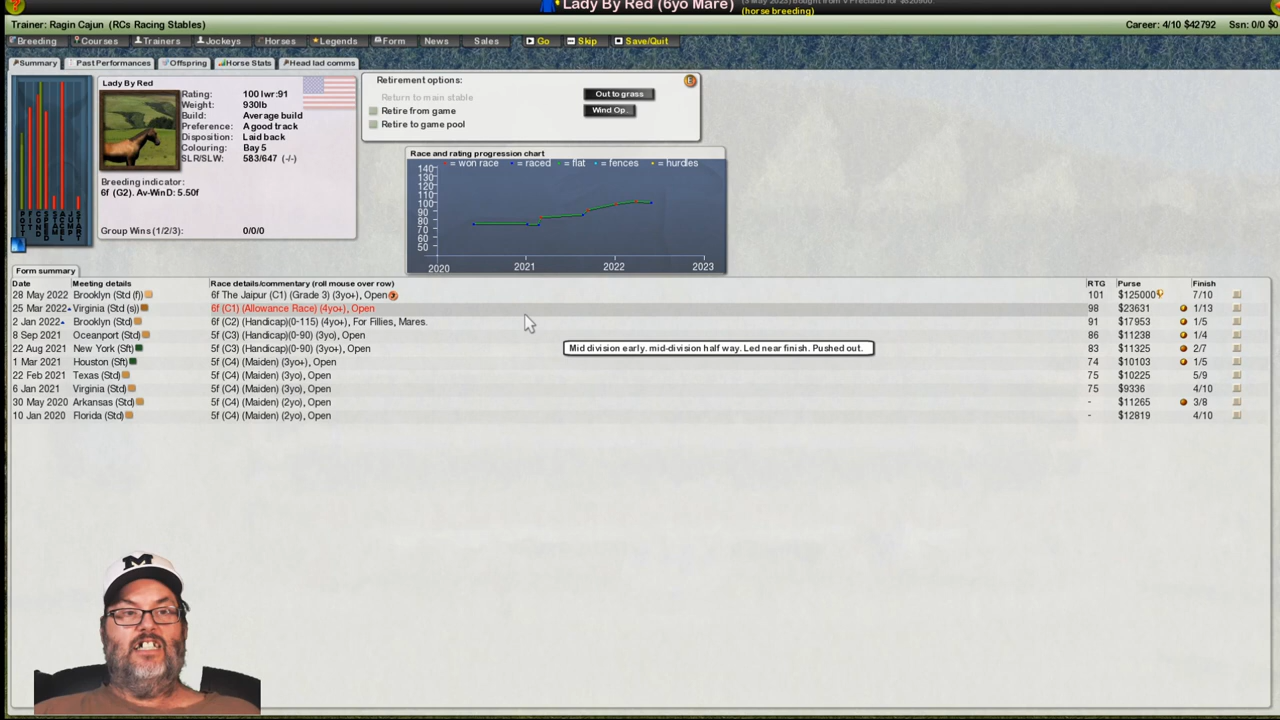 Lady By Red (6yo Mare)
(horse breeding)
Trainer: Ragin Cajun (RCs Racing Stables)
Career: 4/10 $42792 Ssn: 0/0 $0
Breeding Courses Trainers Jockeys Horses Legends Form News Sales Go Skip Save/Quit
Summary Past Performances Offspring Horse Stats Head lad comms
Lady By Red
Rating: 100 lwr:91
Weight: 930lb
Build: Average build
Preference: A good track
Disposition: Laid back
Colouring: Bay 5
SLR/SLW: 583/647 (-/-)
Breeding indicator:
6f (G2). Av-WinD: 5.50f
Group Wins (1/2/3): 0/0/0
Retirement options:
Return to main stable
Retire from game
Retire to game pool
Out to grass
Wind Op.
Race and rating progression chart
= won race = raced = flat = fences = hurdles
140
130
120
110
100
90
80
70
60
50
2020 2021 2022 2023
Form summary
Date Meeting details Race details/commentary (roll mouse over row) RTG Purse Finish
28 May 2022 Brooklyn (Std (f)) 6f The Jaipur (C1) (Grade 3) (3yo+), Open 101 $125000 7/10
25 Mar 2022 Virginia (Std (s)) 6f (C1) (Allowance Race) (4yo+), Open 98 $23631 1/13
2 Jan 2022 Brooklyn (Std) 6f (C2) (Handicap)(0-115) (4yo+), For Fillies, Mares. 91 $17953 1/5
8 Sep 2021 Oceanport (Std) 5f (C3) (Handicap)(0-90) (3yo), Open 86 $11238 1/4
22 Aug 2021 New York (Sft) 5f (C3) (Handicap)(0-90) (3yo+), Open 83 $11325 2/7
1 Mar 2021 Houston (Sft) 5f (C4) (Maiden) (3yo+), Open 74 $10103 1/5
22 Feb 2021 Texas (Std) 5f (C4) (Maiden) (3yo), Open 75 $10225 5/9
6 Jan 2021 Virginia (Std) 5f (C4) (Maiden) (3yo), Open 75 $9336 4/10
30 May 2020 Arkansas (Std) 5f (C4) (Maiden) (2yo), Open - $11265 3/8
10 Jan 2020 Florida (Std) 5f (C4) (Maiden) (2yo), Open - $12819 4/10
Mid division early. mid-division half way. Led near finish. Pushed out.
M